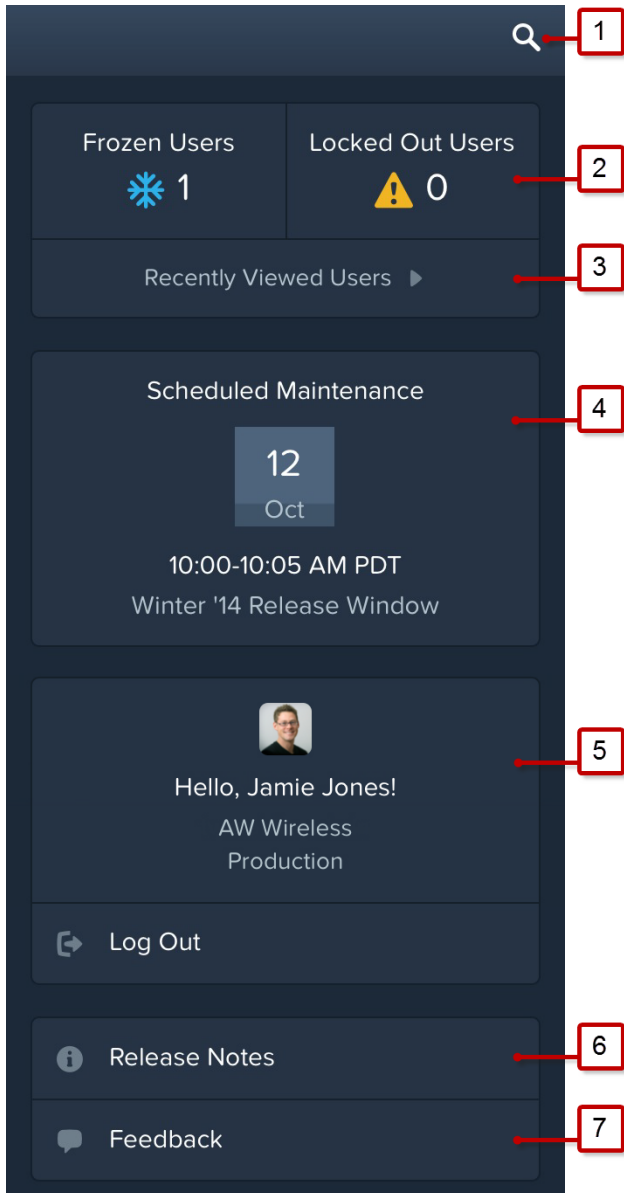 1
Frozen Users
Locked Out Users
1
0
2
Recently Viewed Users
3
Scheduled Maintenance
4
12
Oct
10:00-10:05 AM PDT
Winter '14 Release Window
5
Hello, Jamie Jones!
AW Wireless
Production
Log Out
Release Notes
6
Feedback
7